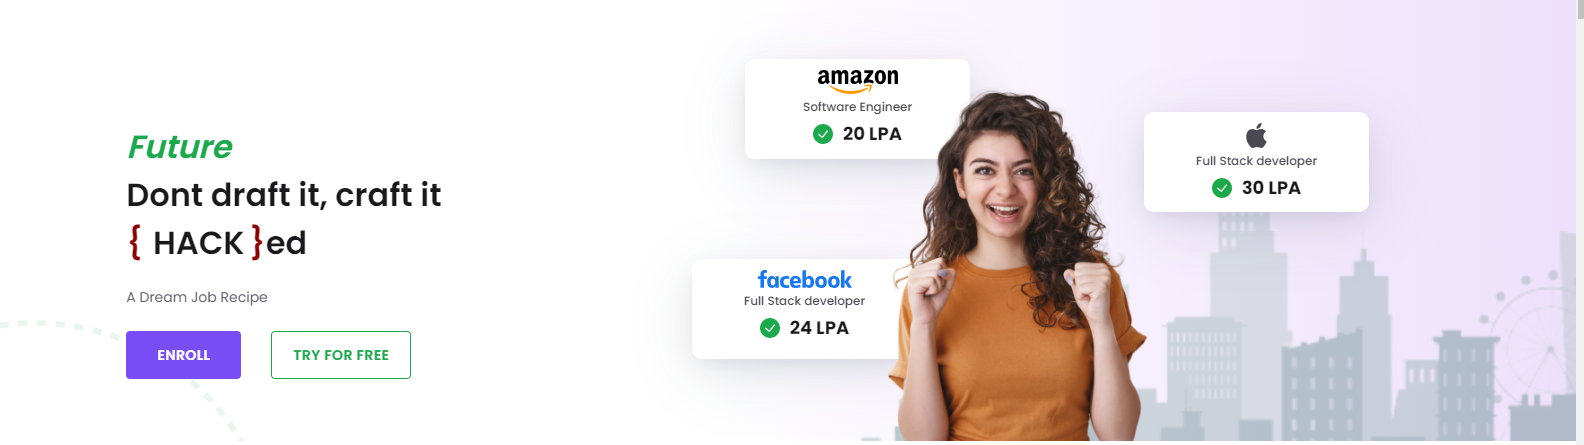 Future
Dont draft it, craft it
{ HACK }ed
A Dream Job Recipe
ENROLL
TRY FOR FREE
amazon
Software Engineer
20 LPA
Full Stack developer
30 LPA
facebook
Full Stack developer
24 LPA